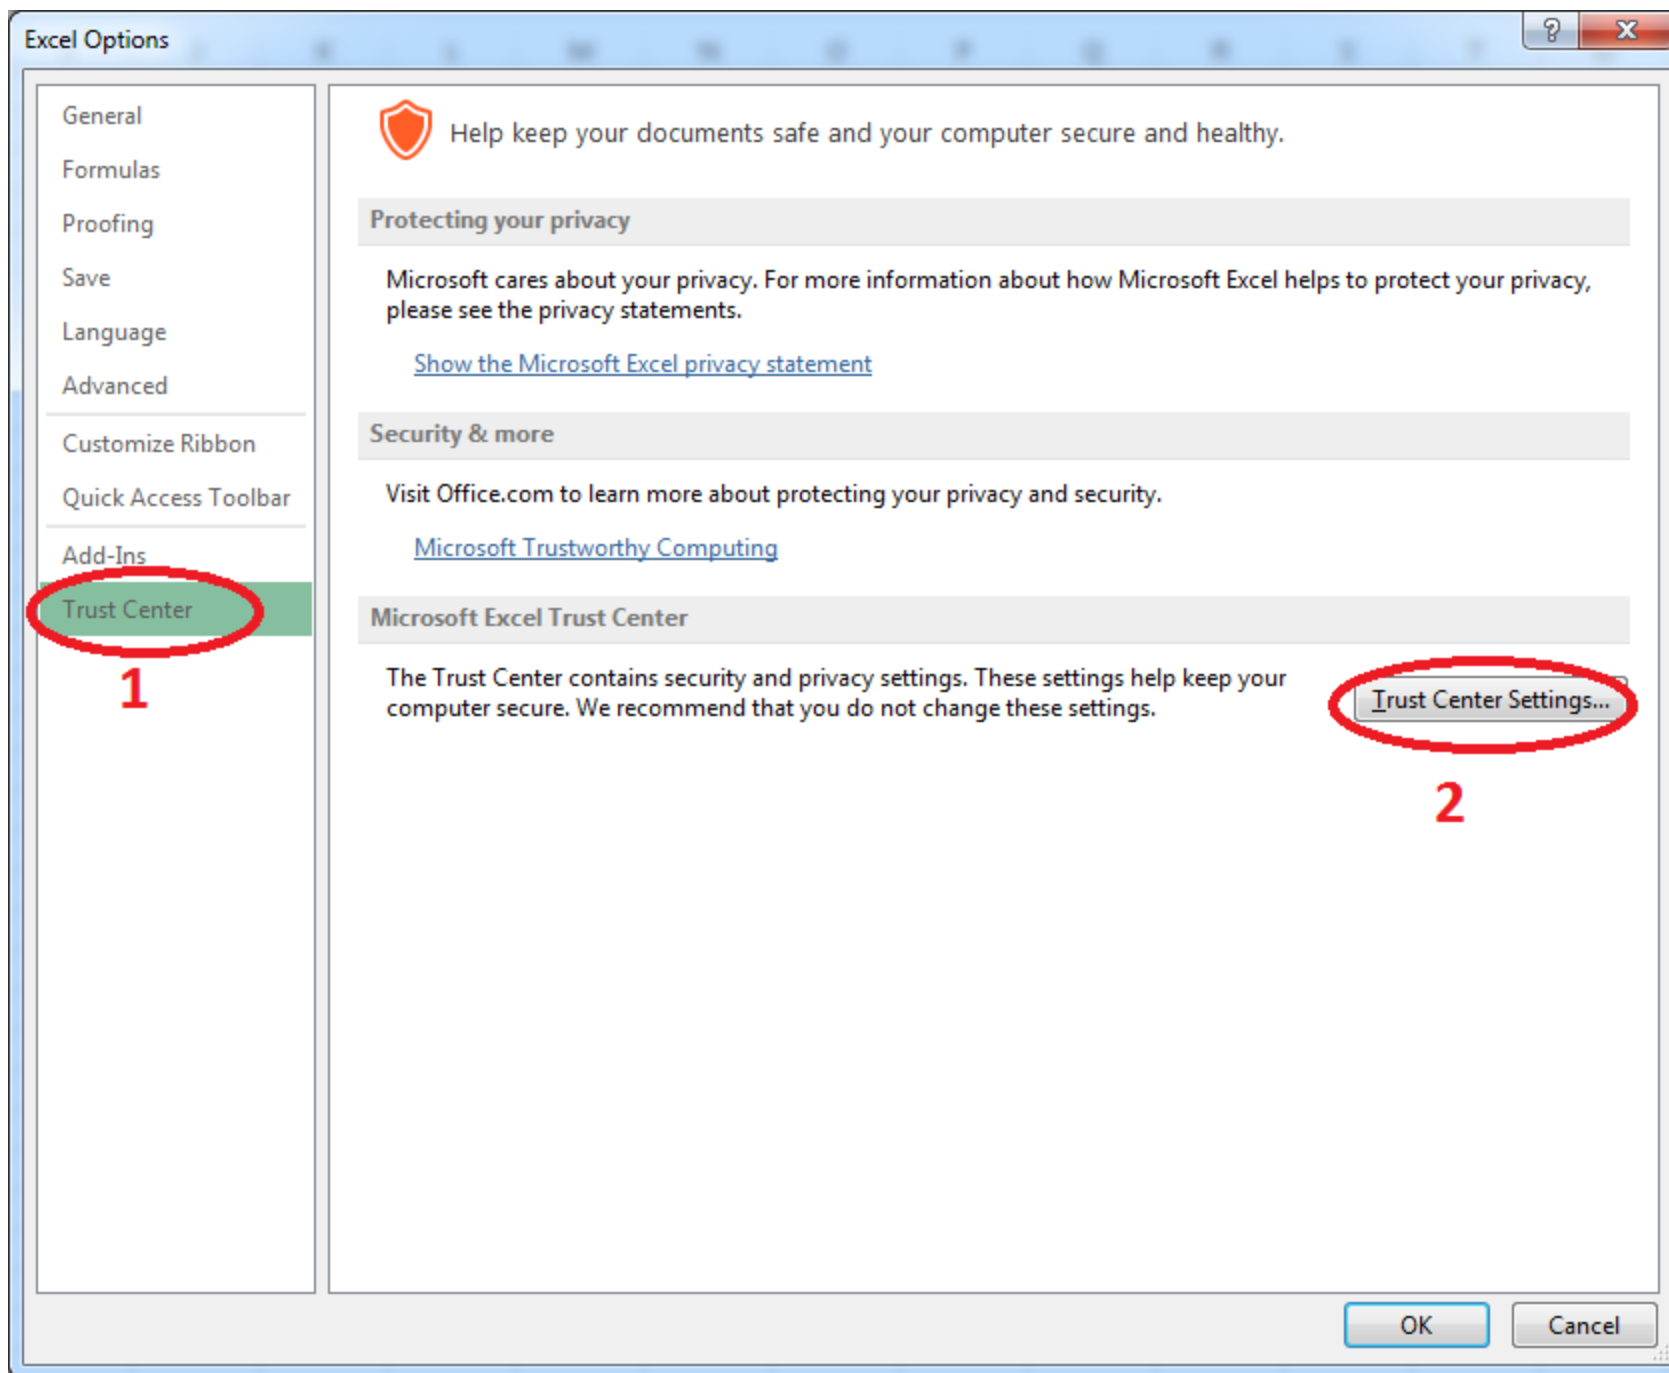 Excel Options
General
Formulas
Proofing
Save
Language
Advanced
Customize Ribbon
Quick Access Toolbar
Add-Ins
Trust Center
1
Help keep your documents safe and your computer secure and healthy.
Protecting your privacy
Microsoft cares about your privacy. For more information about how Microsoft Excel helps to protect your privacy,
please see the privacy statements.
Show the Microsoft Excel privacy statement
Security & more
Visit Office.com to learn more about protecting your privacy and security.
Microsoft Trustworthy Computing
Microsoft Excel Trust Center
The Trust Center contains security and privacy settings. These settings help keep your
computer secure. We recommend that you do not change these settings.
Trust Center Settings...
2
OK
Cancel